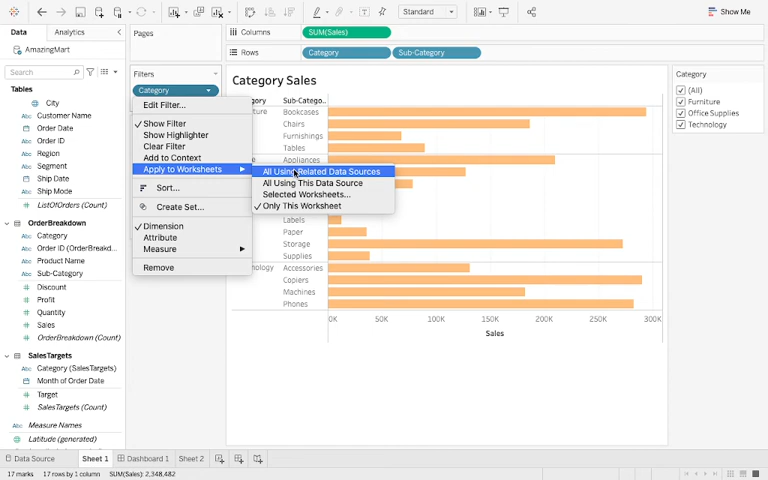 Standard
Show Me
Data
Analytics
Pages
Columns
SUM(Sales)
Rows
Category
Sub-Category
AmazingMart
Search
Tables
City
Customer Name
Order Date
Order ID
Region
Segment
Ship Date
Ship Mode
ListOfOrders (Count)
OrderBreakdown
Category
Order ID (OrderBreakd...
Product Name
Sub-Category
Discount
Profit
Quantity
Sales
OrderBreakdown (Count)
SalesTargets
Category (SalesTargets)
Month of Order Date
Target
SalesTargets (Count)
Measure Names
Latitude (generated)
Filters
Category
Edit Filter...
Show Filter
Show Highlighter
Clear Filter
Add to Context
Apply to Worksheets
Sort...
Create Set...
Dimension
Attribute
Measure
Remove
All Using Related Data Sources
All Using This Data Source
Selected Worksheets...
Only This Worksheet
Category Sales
Sub-Catego..
Bookcases
Chairs
Furnishings
Tables
Appliances
Labels
Paper
Storage
Supplies
Accessories
Copiers
Machines
Phones
0K 50K 100K 150K 200K 250K 300K
Sales
Category
(All)
Furniture
Office Supplies
Technology
Data Source
Sheet 1
Dashboard 1
Sheet 2
17 marks
17 rows by 1 column
SUM(Sales): 2,348,482